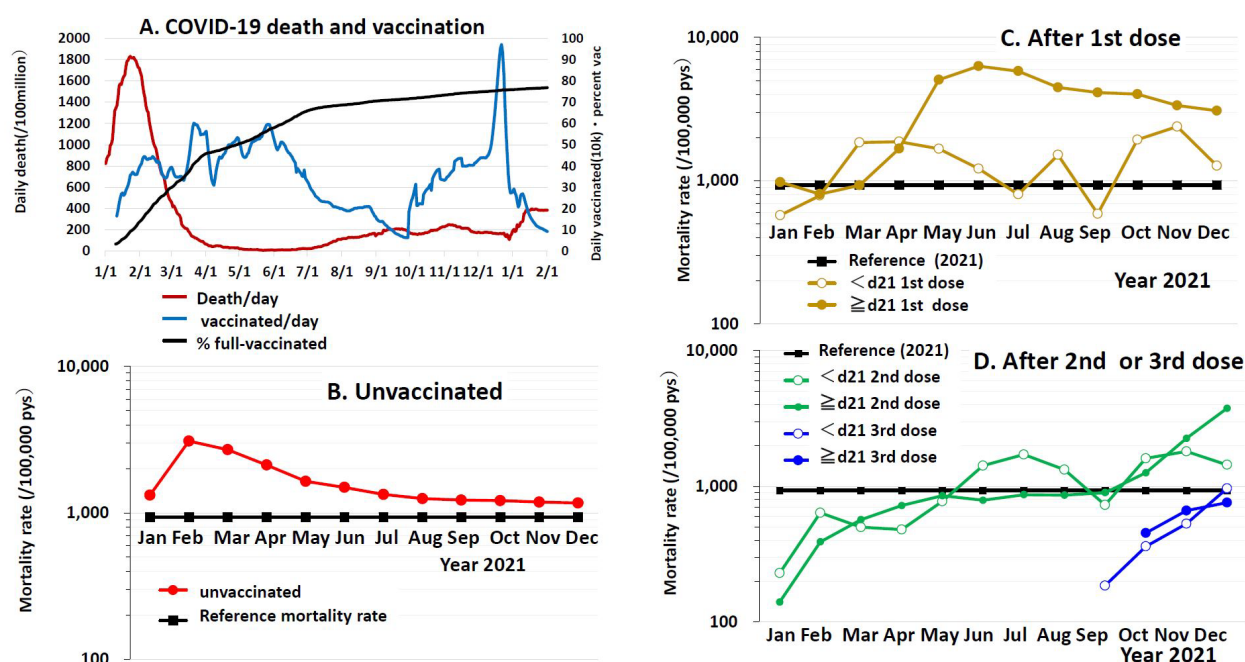 A. COVID-19 death and vaccination
Daily death(/100million)
2000
1800
1600
1400
1200
1000
800
600
400
200
0
100
90
80
70
60
50
40
30
20
10
0
Daily vaccinated(10k)・percent vac
1/1 2/1 3/1 4/1 5/1 6/1 7/1 8/1 9/1 10/1 11/1 12/1 1/1 2/1
Death/day
vaccinated/day
% full-vaccinated
B. Unvaccinated
Mortality rate (/100,000 pys)
10,000
1,000
100
Jan Feb Mar Apr May Jun Jul Aug Sep Oct Nov Dec
Year 2021
unvaccinated
Reference mortality rate
C. After 1st dose
Mortality rate (/100,000 pys)
10,000
1,000
100
Jan Feb Mar Apr May Jun Jul Aug Sep Oct Nov Dec
Reference (2021)
＜d21 1st dose
≧d21 1st dose
Year 2021
D. After 2nd or 3rd dose
Mortality rate (/100,000 pys)
10,000
1,000
100
Reference (2021)
＜d21 2nd dose
≧d21 2nd dose
＜d21 3rd dose
≧d21 3rd dose
Jan Feb Mar Apr May Jun Jul Aug Sep Oct Nov Dec
Year 2021